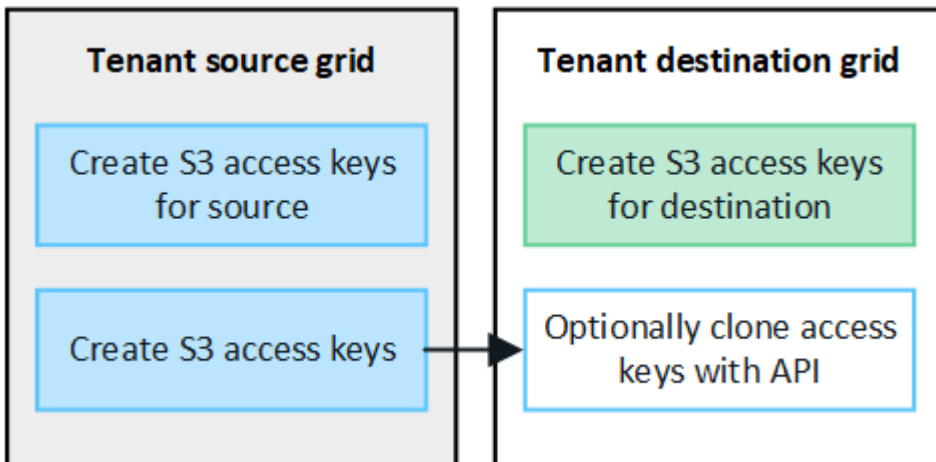 Tenant source grid
Create S3 access keys
for source
Create S3 access keys
Tenant destination grid
Create S3 access keys
for destination
Optionally clone access
keys with API